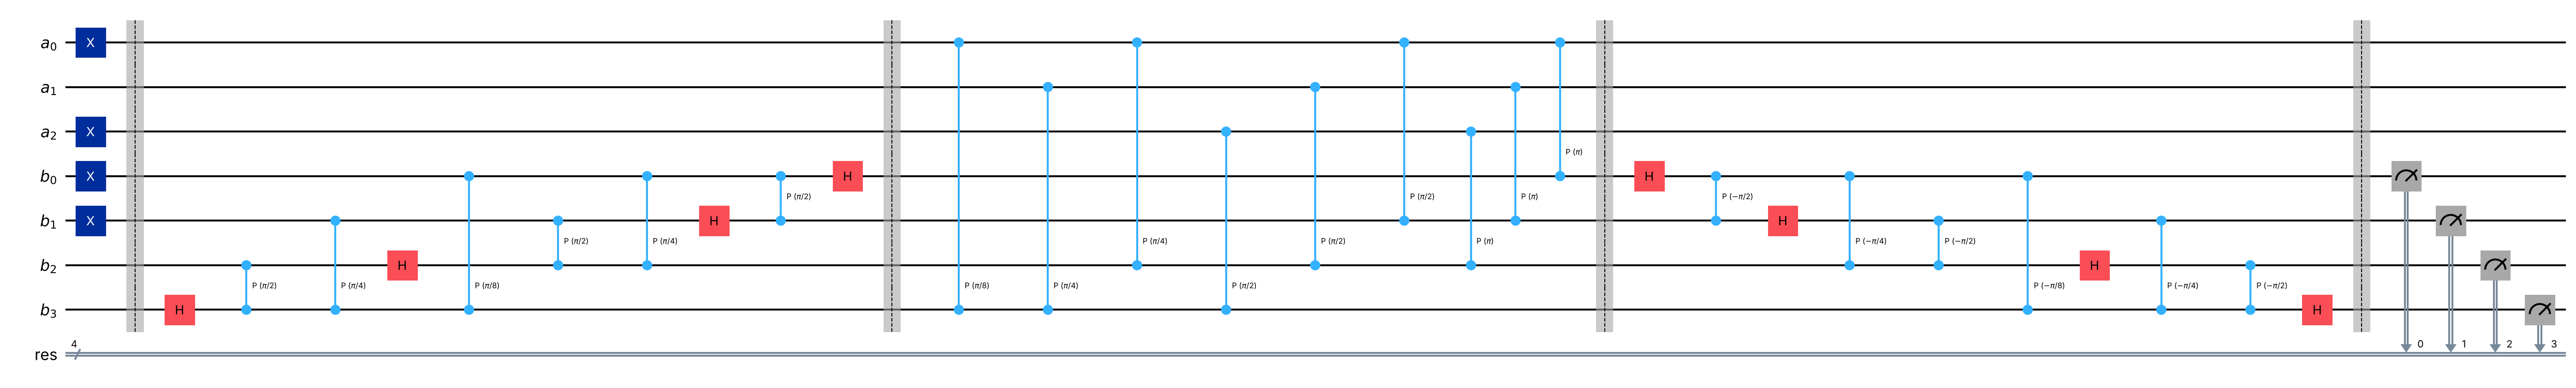 a0 X
a1
a2 X P (π)
b0 X H H
P (π/2) P (π/2) P (π) P (−π/2)
b1 X H H
P (π/2) P (π/4) P (π/4) P (π/2) P (π) P (−π/4) P (−π/2)
b2 H H
P (π/2) P (π/4) P (π/8) P (π/8) P (π/4) P (π/2) P (−π/8) P (−π/4) P (−π/2)
b3 H H
res 4 0 1 2 3